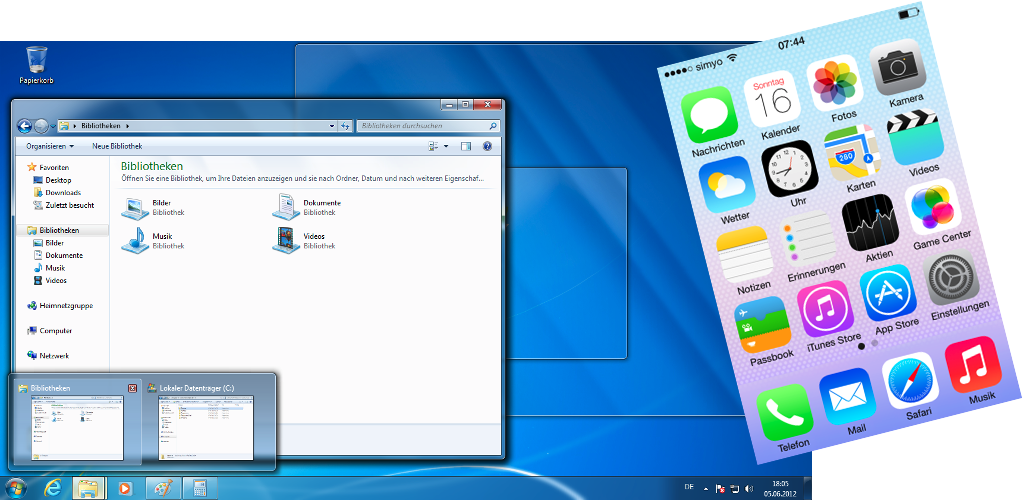 Papierkorb
Bibliotheken
Bibliotheken durchsuchen
Organisieren
Neue Bibliothek
Favoriten
Desktop
Downloads
Zuletzt besucht
Bibliotheken
Bilder
Dokumente
Musik
Videos
Heimnetzgruppe
Computer
Netzwerk
Bibliotheken
Öffnen Sie eine Bibliothek, um Ihre Dateien anzuzeigen und sie nach Ordner, Datum und nach weiteren Eigenschaf...
Bilder
Bibliothek
Dokumente
Bibliothek
Musik
Bibliothek
Videos
Bibliothek
Bibliotheken
Lokaler Datenträger (C:)
DE
18:05
05.06.2012
simyo
07:44
Nachrichten
Sonntag
16
Kalender
Fotos
Kamera
Wetter
Uhr
280
Karten
Videos
Notizen
Erinnerungen
Aktien
Game Center
Passbook
iTunes Store
App Store
Einstellungen
Telefon
Mail
Safari
Musik